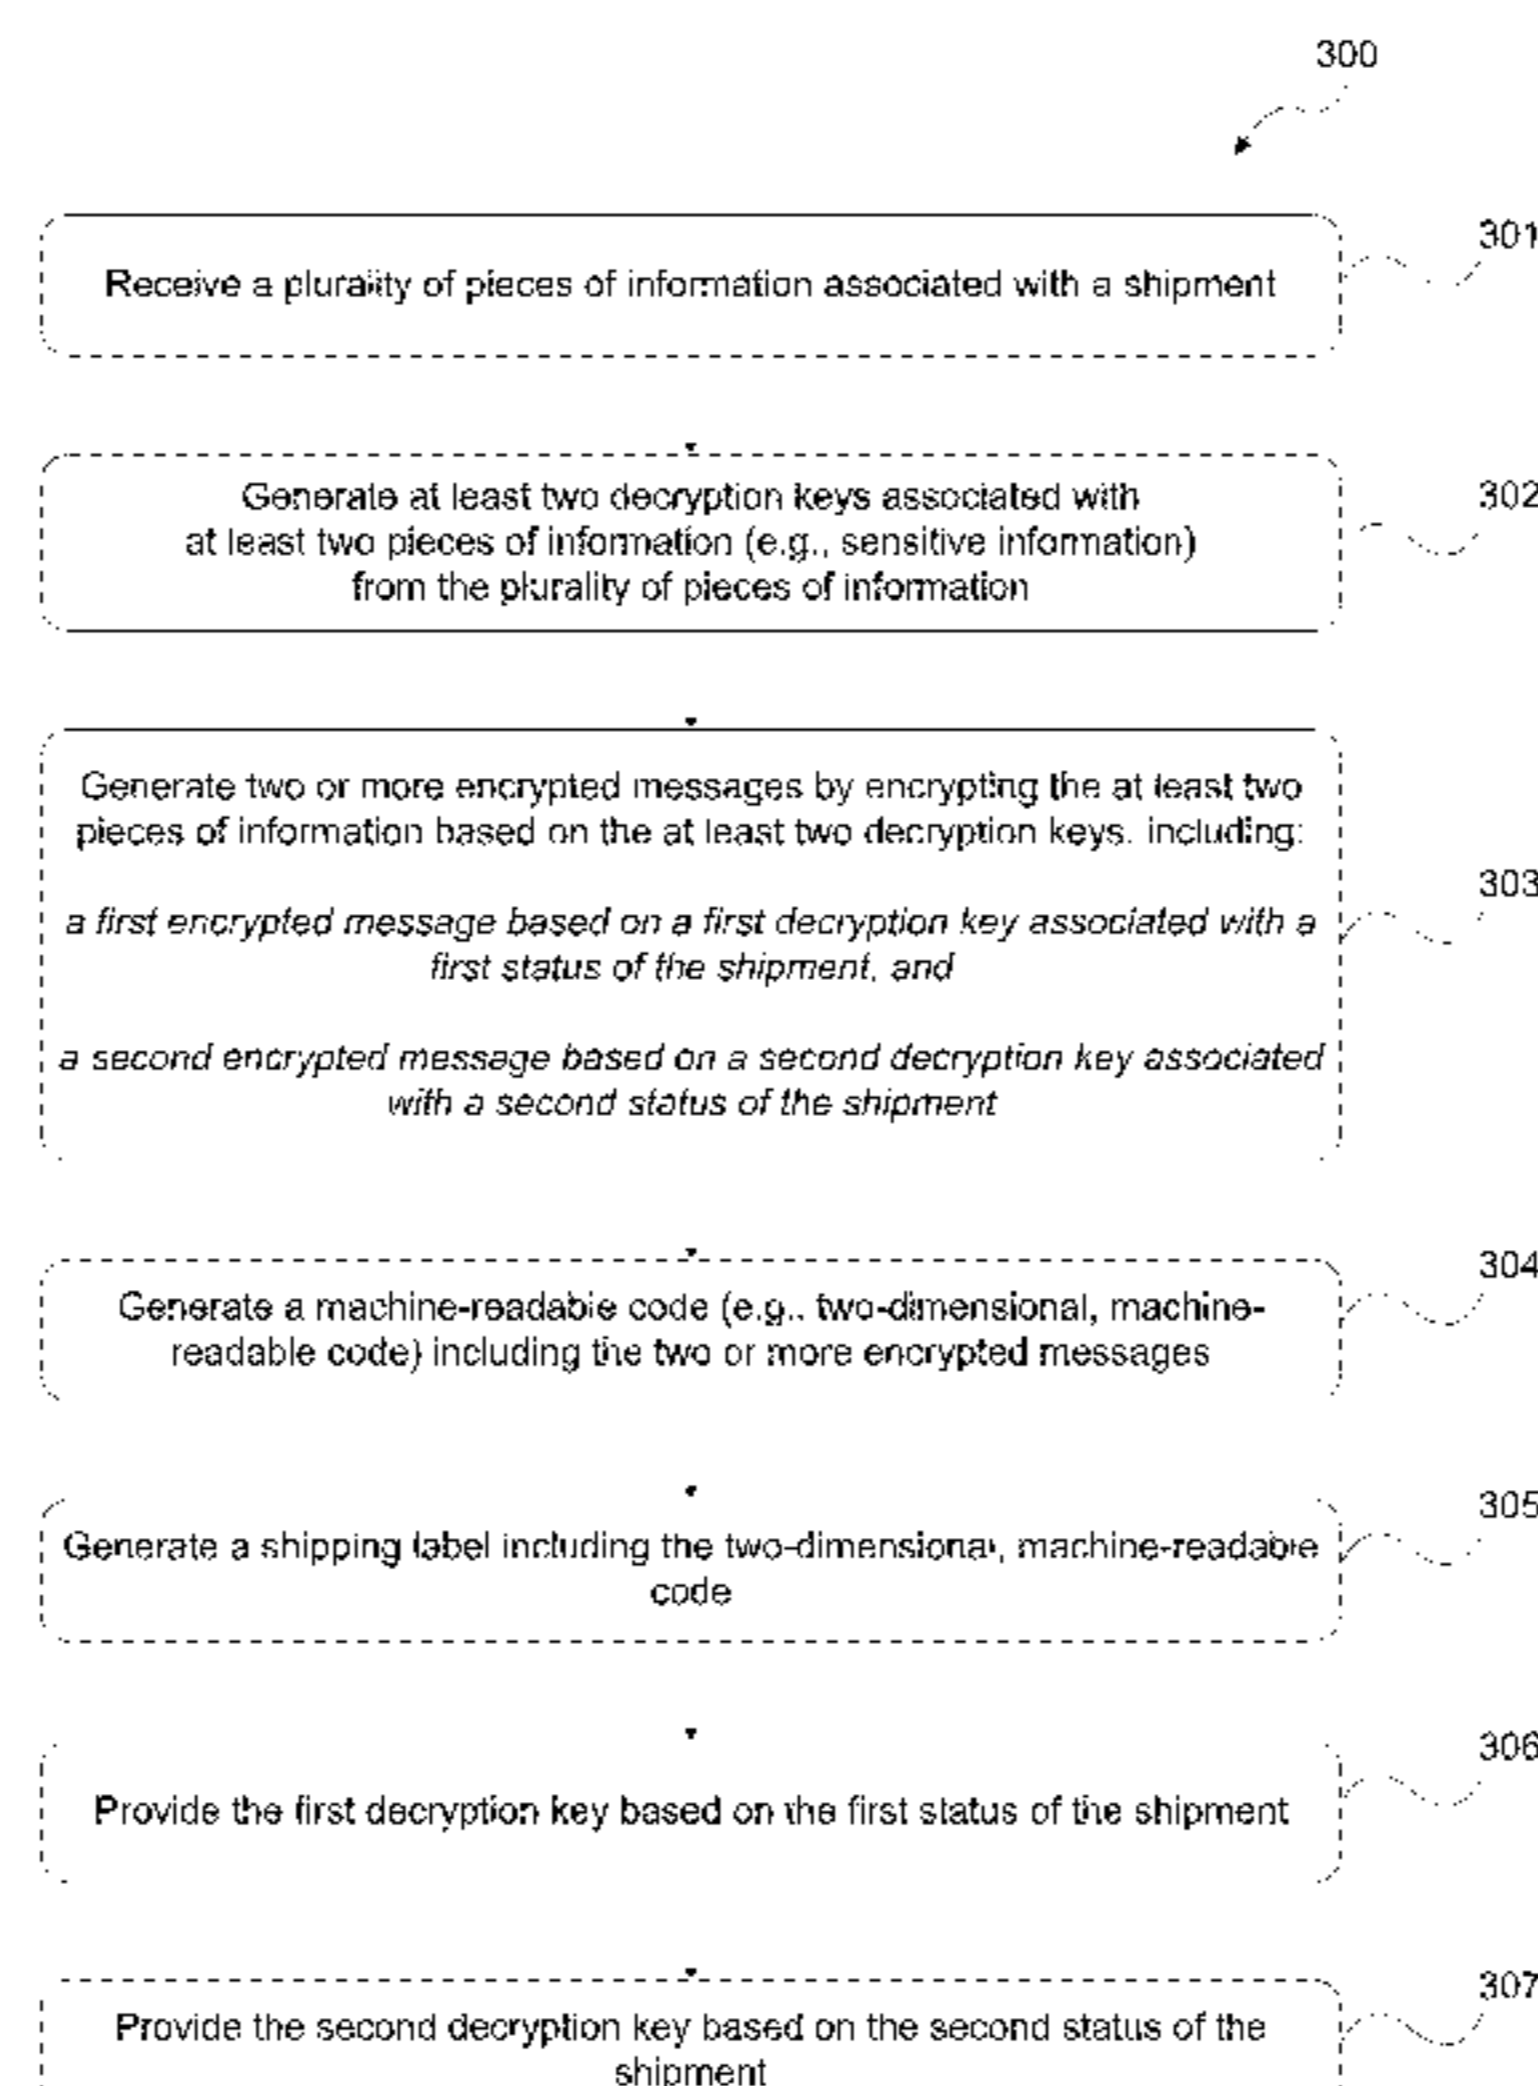 300
Receive a plurality of pieces of information associated with a shipment
301
Generate at least two decryption keys associated with
at least two pieces of information (e.g., sensitive information)
from the plurality of pieces of information
302
Generate two or more encrypted messages by encrypting the at least two
pieces of information based on the at least two decryption keys, including:
a first encrypted message based on a first decryption key associated with a
first status of the shipment, and
a second encrypted message based on a second decryption key associated
with a second status of the shipment
303
Generate a machine-readable code (e.g., two-dimensional, machine-
readable code) including the two or more encrypted messages
304
Generate a shipping label including the two-dimensional, machine-readable
code
305
Provide the first decryption key based on the first status of the shipment
306
Provide the second decryption key based on the second status of the
shipment
307